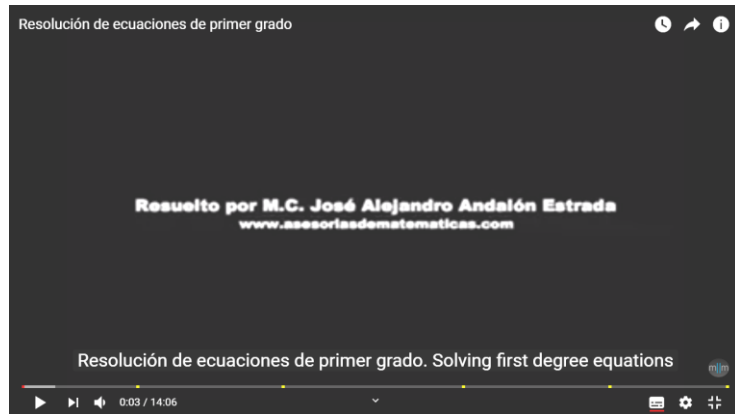 Resolución de ecuaciones de primer grado
Resuelto por M.C. José Alejandro Andalón Estrada
www.asesoriasdematematicas.com
Resolución de ecuaciones de primer grado. Solving first degree equations
mjjm
0:03 / 14:06